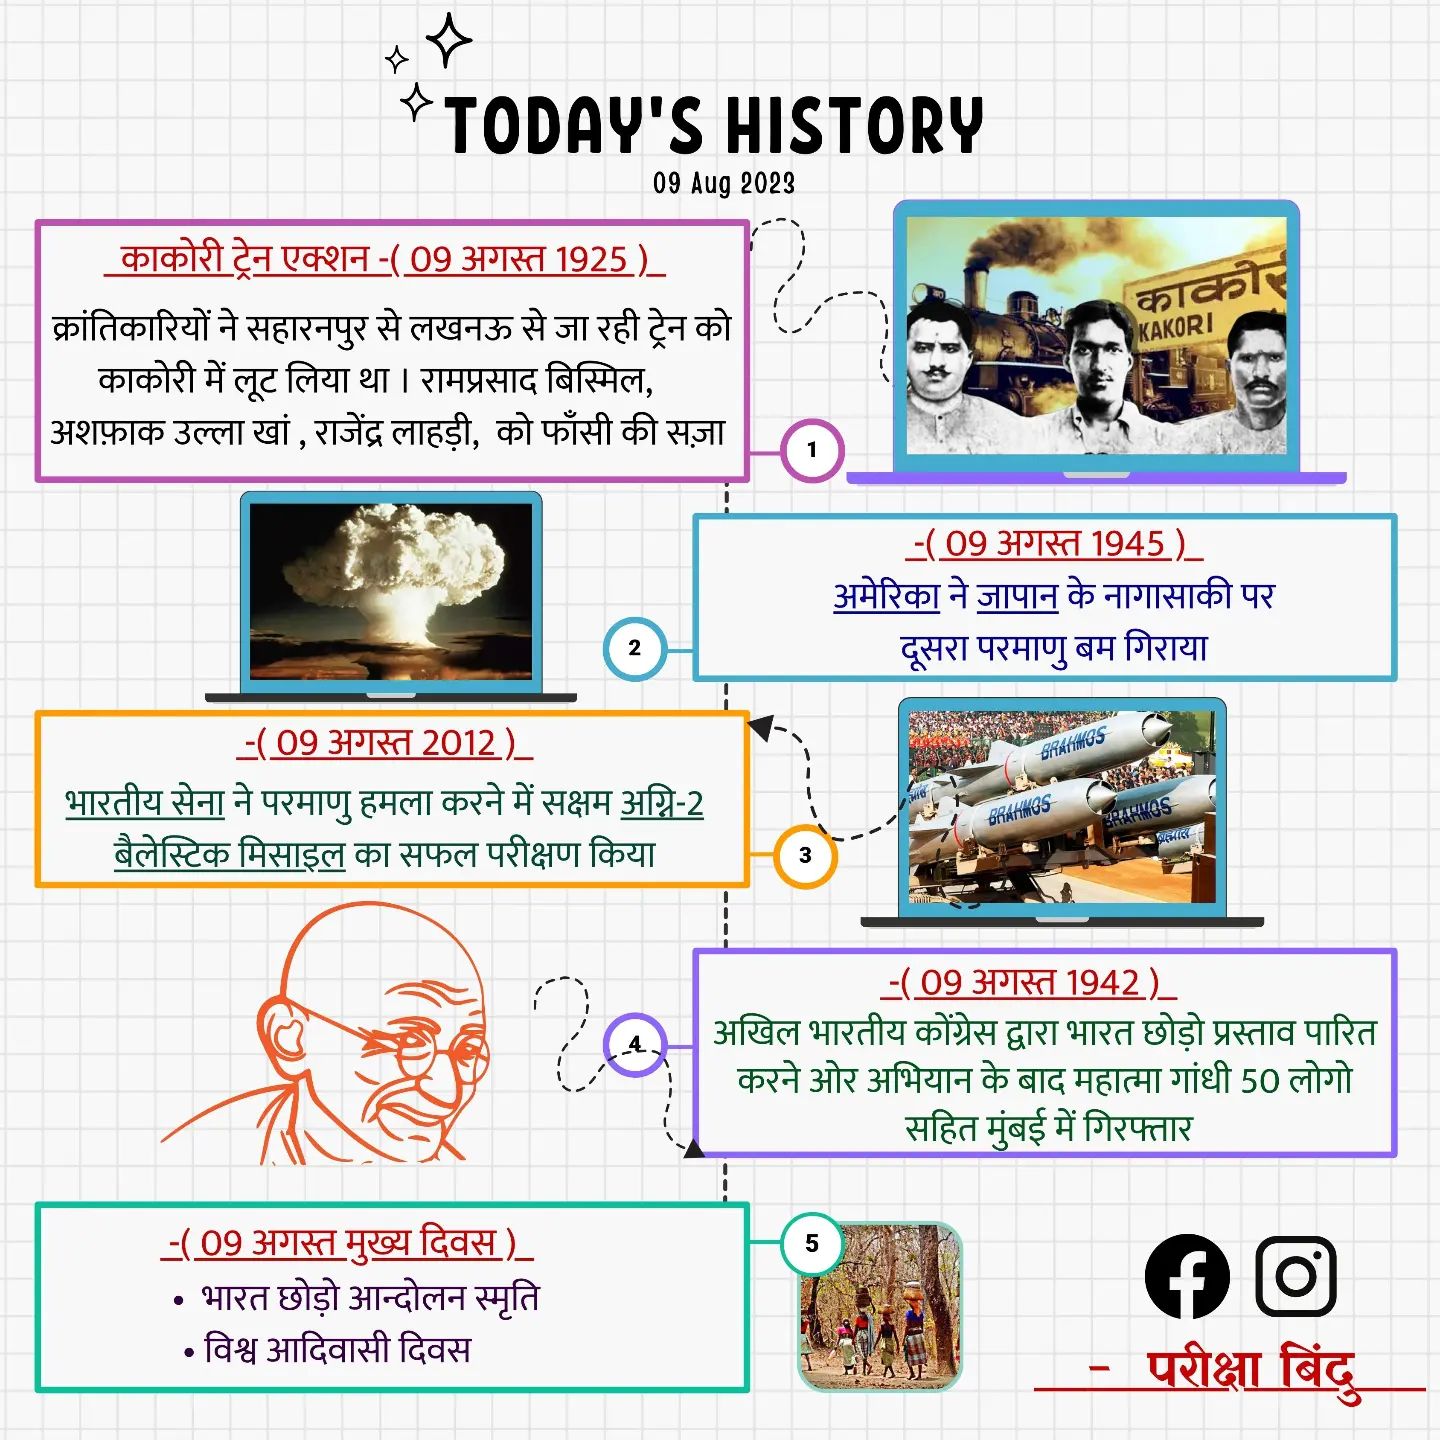 TODAY'S HISTORY
09 Aug 2023
काकोरी ट्रेन एक्शन -( 09 अगस्त 1925 )
क्रांतिकारियों ने सहारनपुर से लखनऊ से जा रही ट्रेन को
काकोरी में लूट लिया था । रामप्रसाद बिस्मिल,
अशफ़ाक उल्ला खां , राजेंद्र लाहड़ी, को फाँसी की सज़ा
1
काकोरी
KAKORI
-( 09 अगस्त 1945 )
अमेरिका ने जापान के नागासाकी पर
दूसरा परमाणु बम गिराया
2
-( 09 अगस्त 2012 )
भारतीय सेना ने परमाणु हमला करने में सक्षम अग्नि-2
बैलेस्टिक मिसाइल का सफल परीक्षण किया
3
BRAHMOS
BRAHMOS
BRAHMOS
-( 09 अगस्त 1942 )
अखिल भारतीय कोंग्रेस द्वारा भारत छोड़ो प्रस्ताव पारित
करने ओर अभियान के बाद महात्मा गांधी 50 लोगो
सहित मुंबई में गिरफ्तार
4
-( 09 अगस्त मुख्य दिवस )
• भारत छोड़ो आन्दोलन स्मृति
• विश्व आदिवासी दिवस
5
- परीक्षा बिंदु